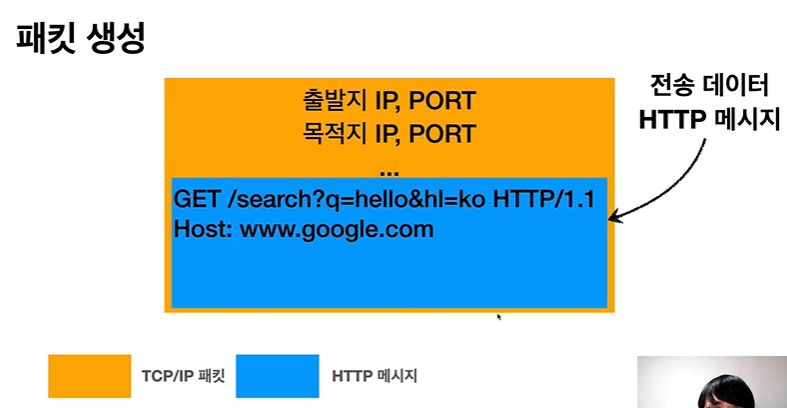 패킷 생성
출발지 IP, PORT
목적지 IP, PORT
...
전송 데이터
HTTP 메시지
GET /search?q=hello&hl=ko HTTP/1.1
Host: www.google.com
TCP/IP 패킷
HTTP 메시지